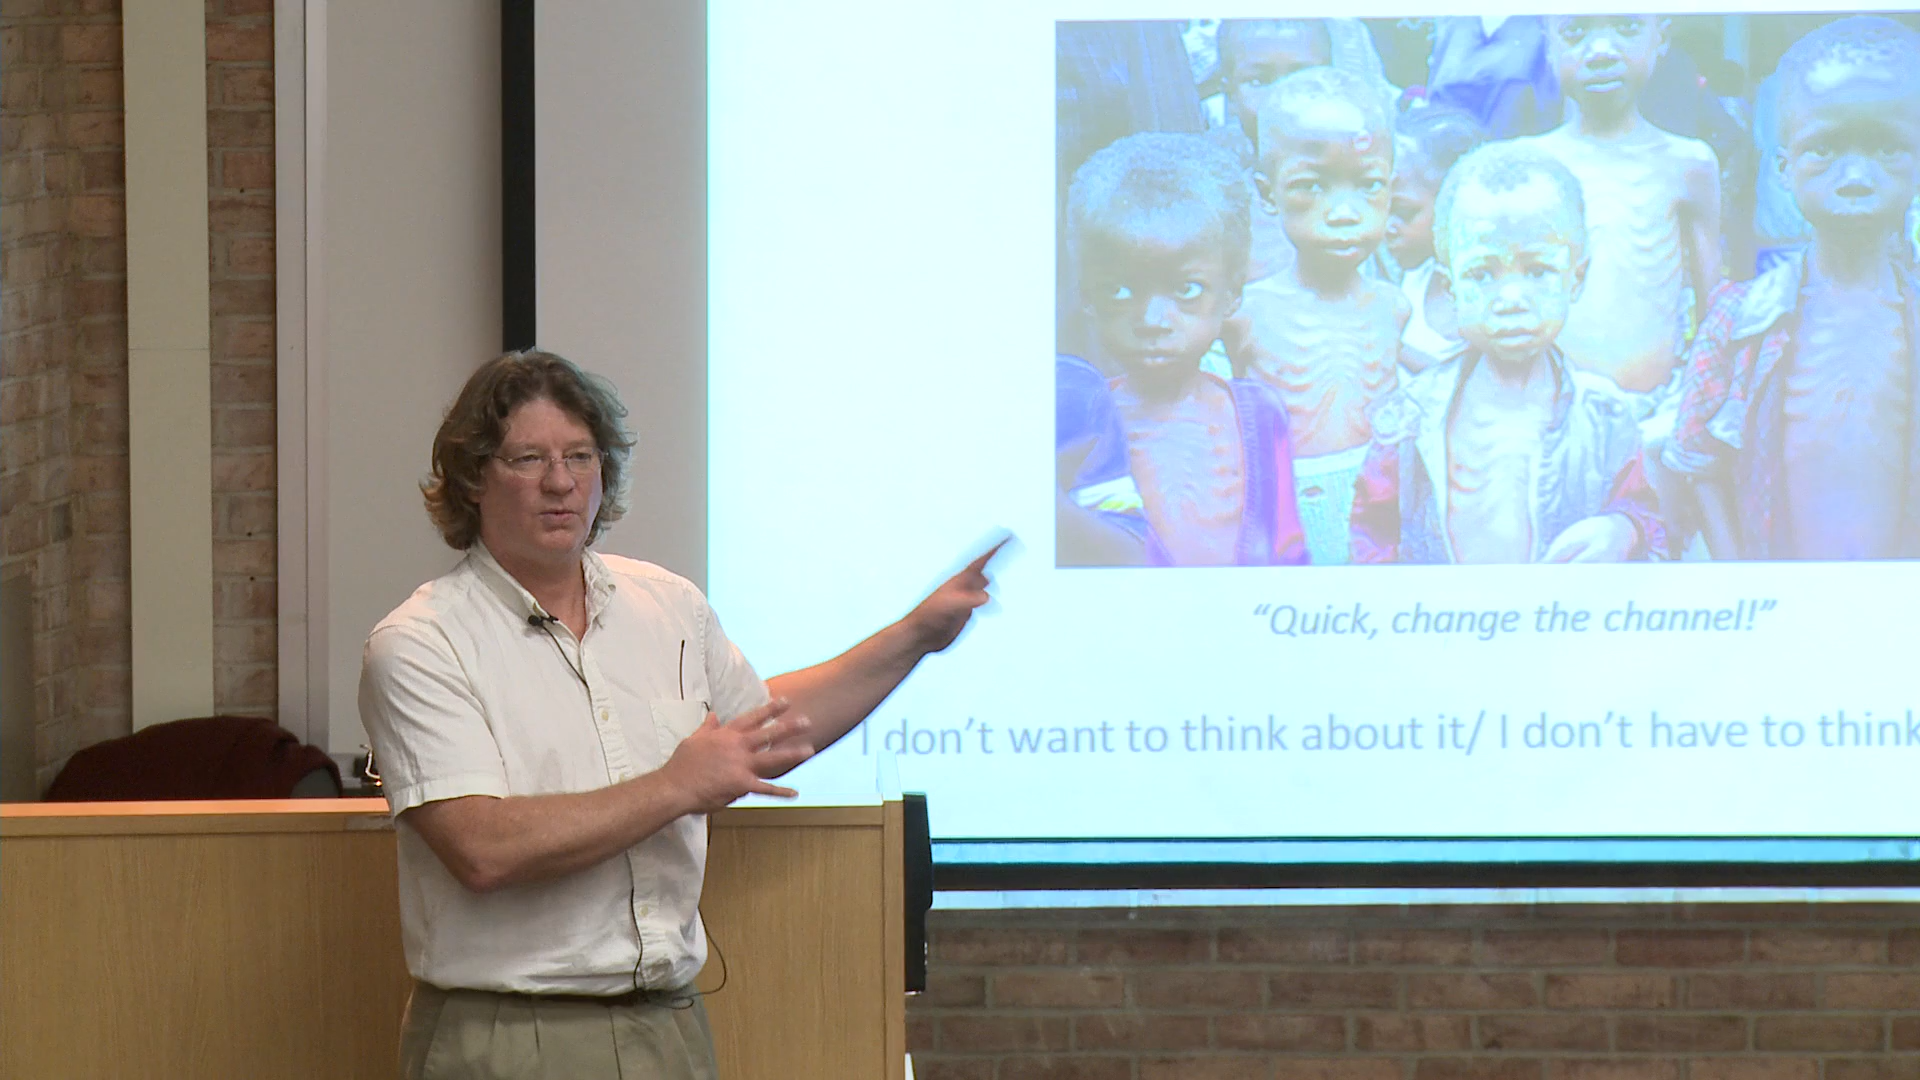 “Quick, change the channel!”
I don’t want to think about it/ I don’t have to think